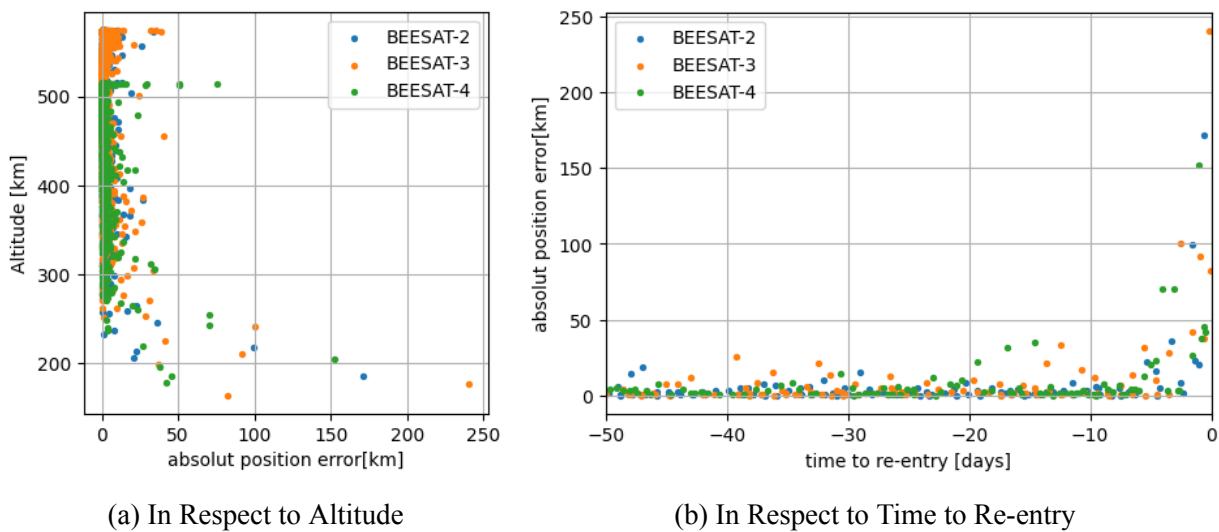 BEESAT-2
BEESAT-3
BEESAT-4
500
400
300
200
Altitude [km]
0 50 100 150 200 250
absolut position error[km]
(a) In Respect to Altitude
250
200
150
100
50
0
absolut position error[km]
BEESAT-2
BEESAT-3
BEESAT-4
−50 −40 −30 −20 −10 0
time to re-entry [days]
(b) In Respect to Time to Re-entry